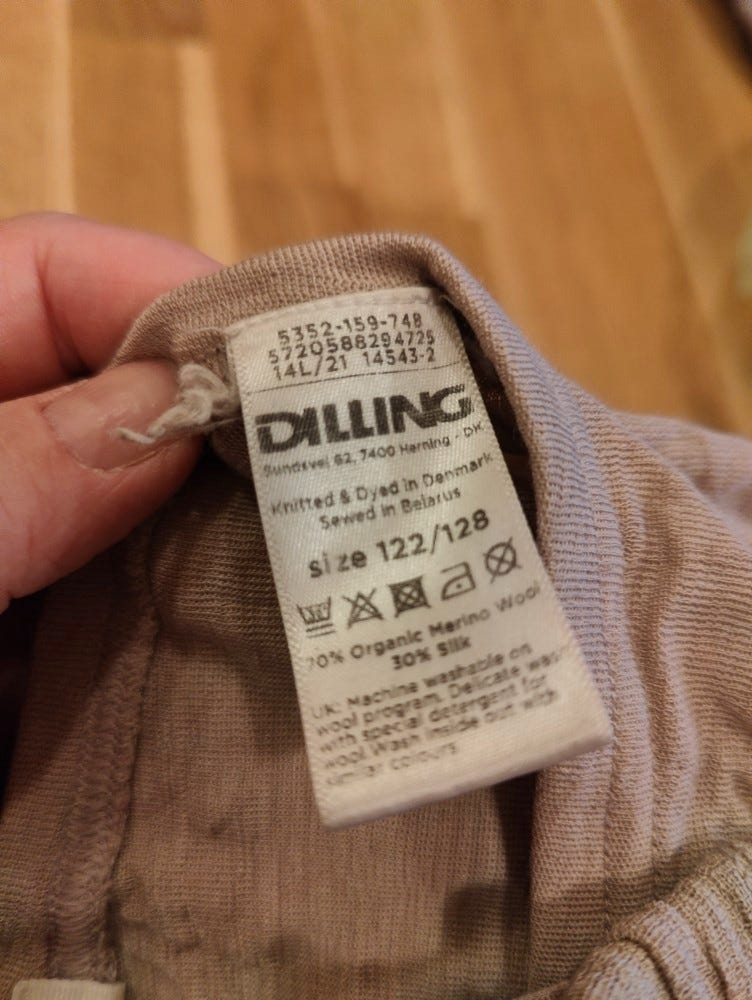 5352-159-748
5720588294725
14L/21 14543-2
DILLING
Sundsvej 62, 7400 Herning - DK
Knitted & Dyed in Denmark
Sewed in Belarus
size 122/128
70% Organic Merino Wool
30% Silk
UK: Machine washable on
wool program. Delicate wash
with special detergent for
wool Wash inside out with
similar colours